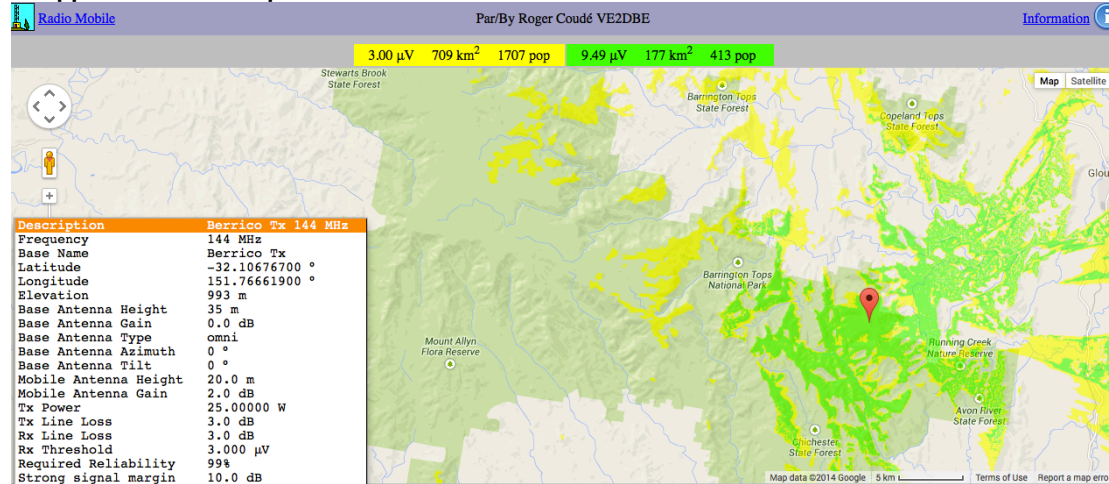 Radio Mobile
Par/By Roger Coudé VE2DBE
Information
3.00 µV 709 km² 1707 pop 9.49 µV 177 km² 413 pop
Map Satellite
Stewarts Brook
State Forest
Barrington Tops
State Forest
Copeland Tops
State Forest
Glou
Barrington Tops
National Park
Mount Allyn
Flora Reserve
Running Creek
Nature Reserve
Avon River
State Forest
Chichester
State Forest
Description Berrico Tx 144 MHz
Frequency 144 MHz
Base Name Berrico Tx
Latitude -32.10676700 °
Longitude 151.76661900 °
Elevation 993 m
Base Antenna Height 35 m
Base Antenna Gain 0.0 dB
Base Antenna Type omni
Base Antenna Azimuth 0 °
Base Antenna Tilt 0 °
Mobile Antenna Height 20.0 m
Mobile Antenna Gain 2.0 dB
Tx Power 25.00000 W
Tx Line Loss 3.0 dB
Rx Line Loss 3.0 dB
Rx Threshold 3.000 µV
Required Reliability 99%
Strong signal margin 10.0 dB
Map data ©2014 Google 5 km Terms of Use Report a map erro